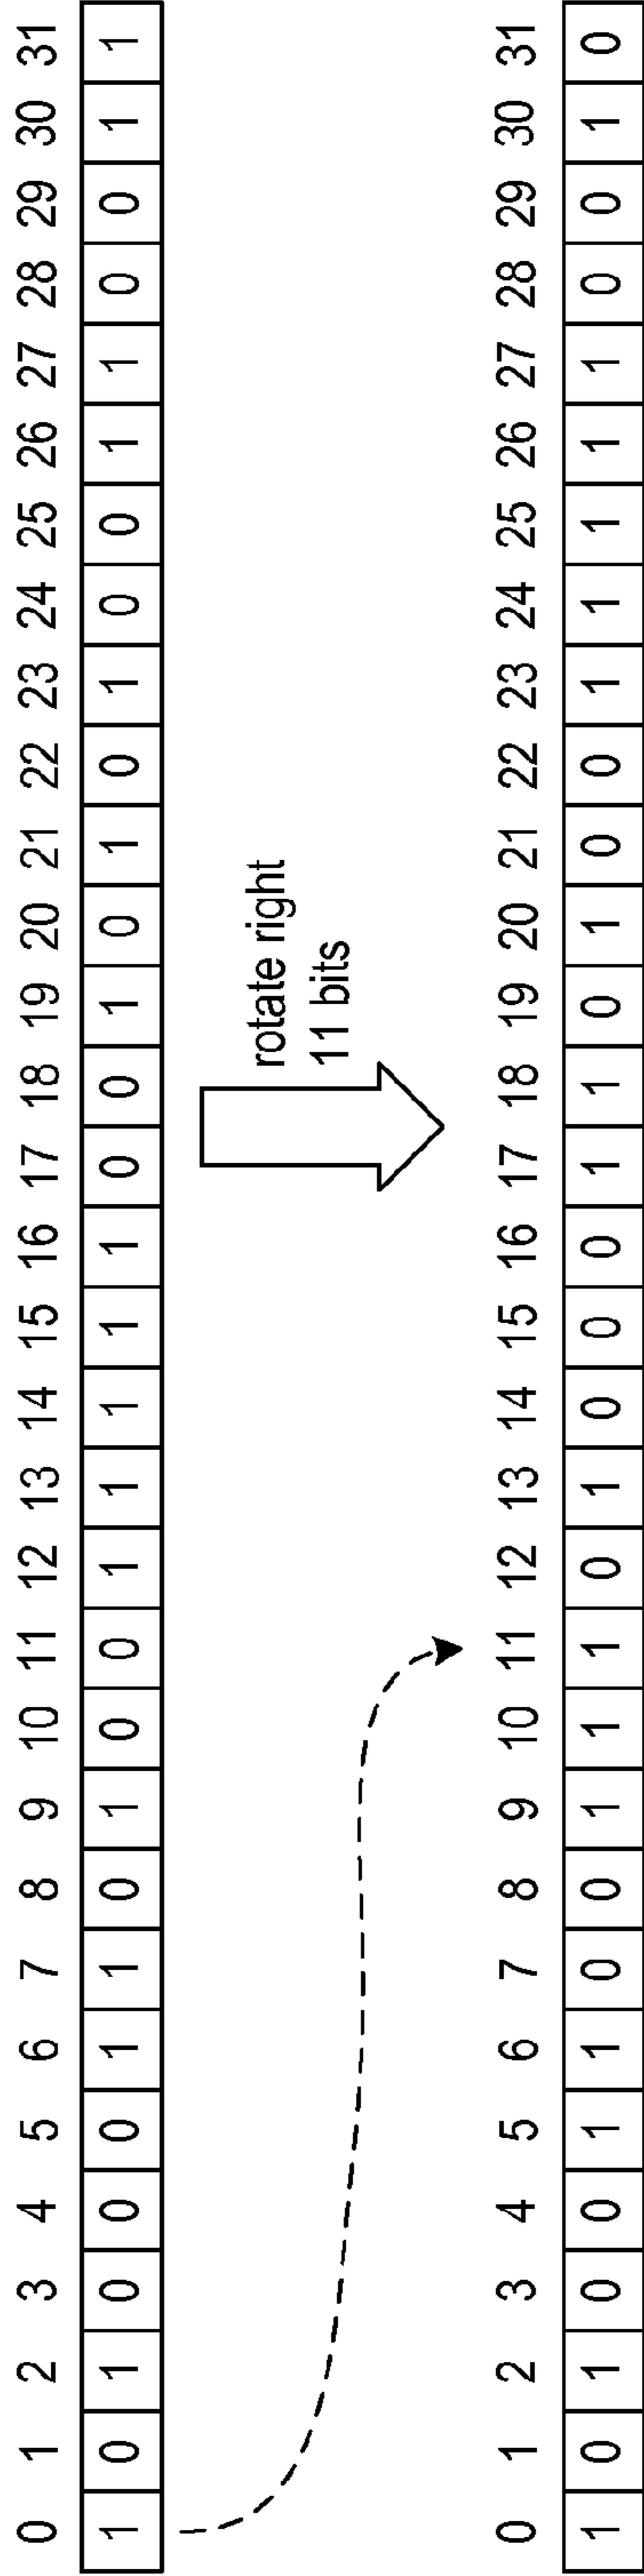 0 1 2 3 4 5 6 7 8 9 10 11 12 13 14 15 16 17 18 19 20 21 22 23 24 25 26 27 28 29 30 31
1 0 1 0 0 0 1 1 0 1 0 0 1 1 1 1 1 0 0 1 0 1 0 1 0 0 1 1 0 0 1 1
rotate right
11 bits
0 1 2 3 4 5 6 7 8 9 10 11 12 13 14 15 16 17 18 19 20 21 22 23 24 25 26 27 28 29 30 31
1 0 1 0 0 1 1 0 0 1 1 1 0 1 0 0 0 1 1 0 1 0 0 1 1 1 1 1 0 0 1 0